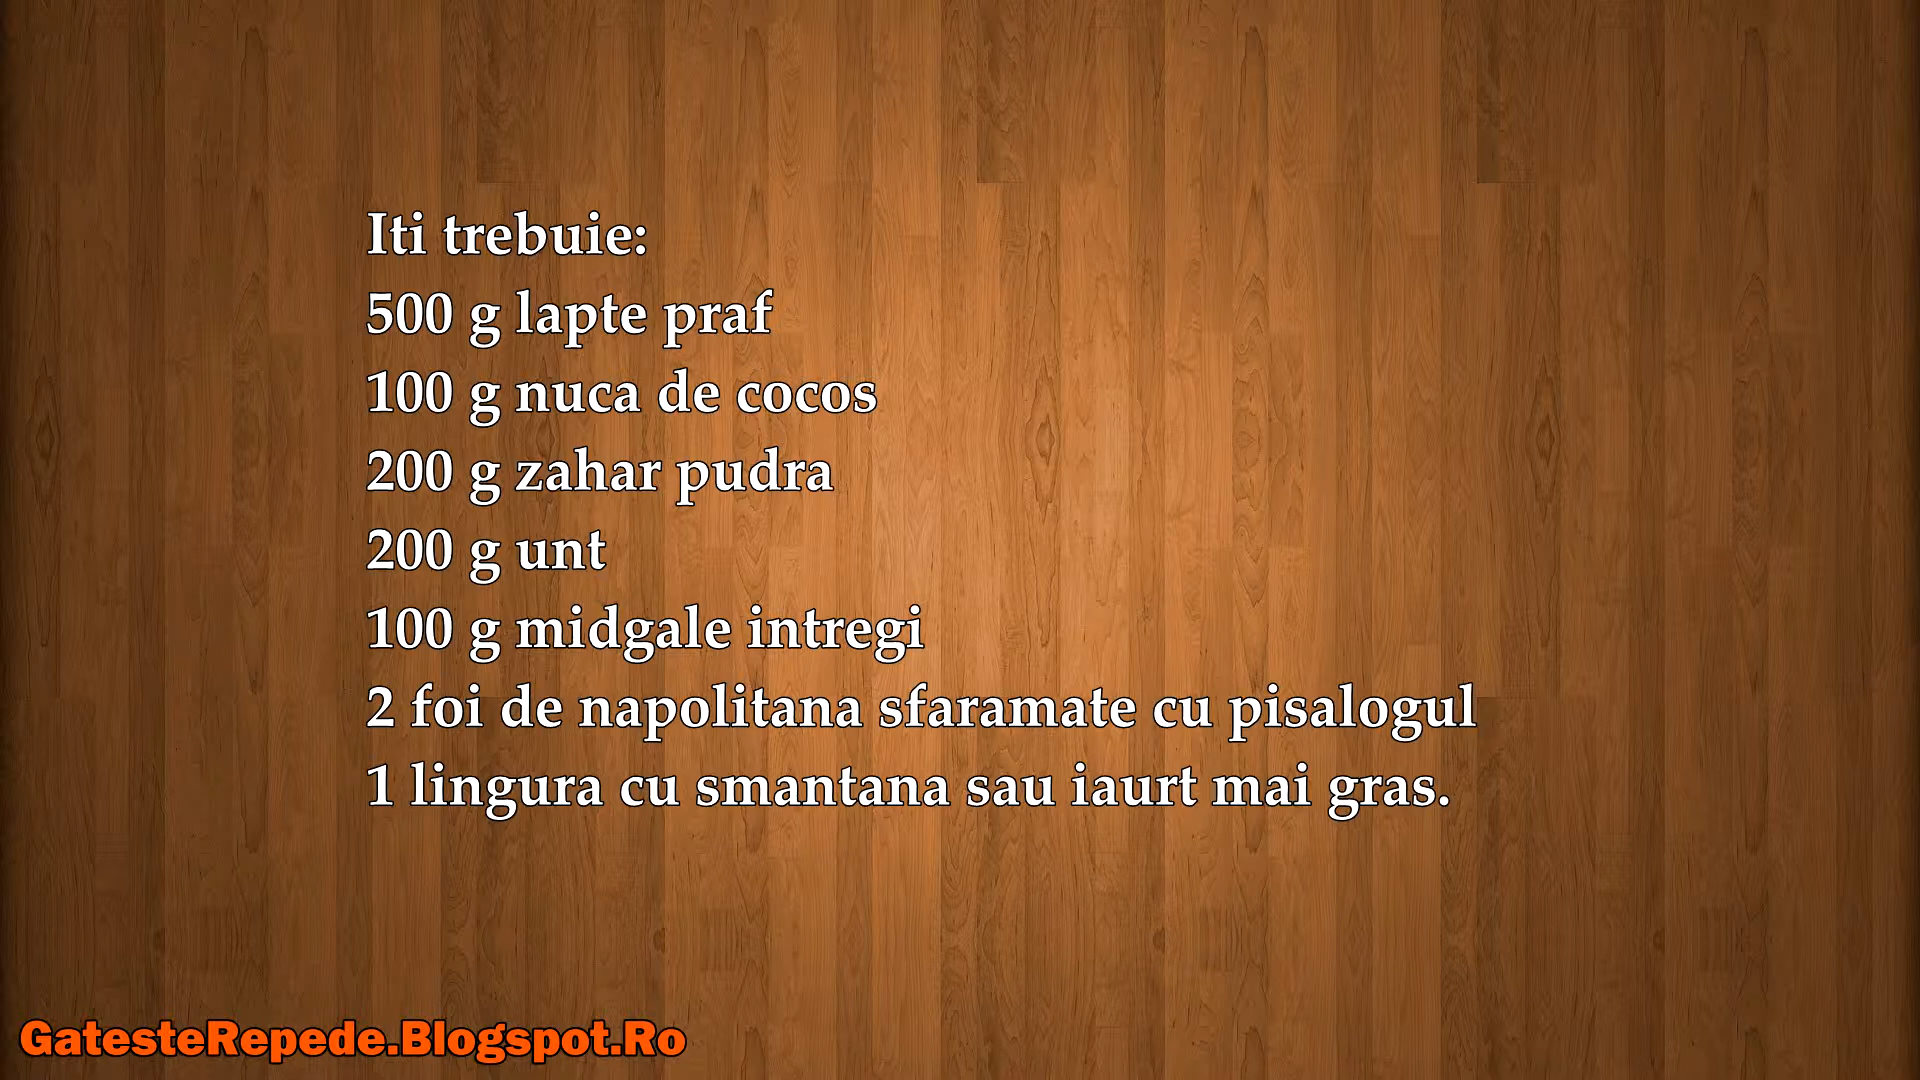 Iti trebuie:
500 g lapte praf
100 g nuca de cocos
200 g zahar pudra
200 g unt
100 g midgale intregi
2 foi de napolitana sfaramate cu pisalogul
1 lingura cu smantana sau iaurt mai gras.
GatesteRepede.Blogspot.Ro